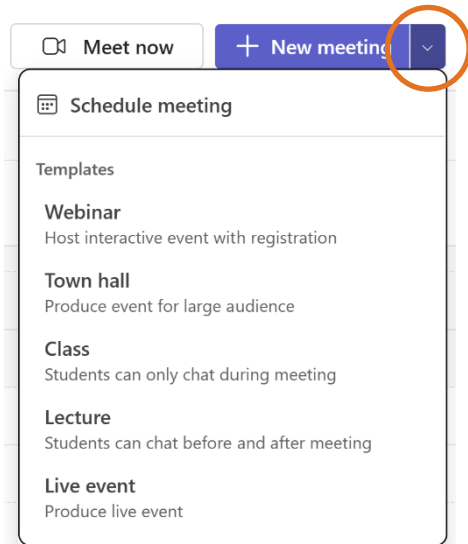 Meet now
New meeting
Schedule meeting
Templates
Webinar
Host interactive event with registration
Town hall
Produce event for large audience
Class
Students can only chat during meeting
Lecture
Students can chat before and after meeting
Live event
Produce live event